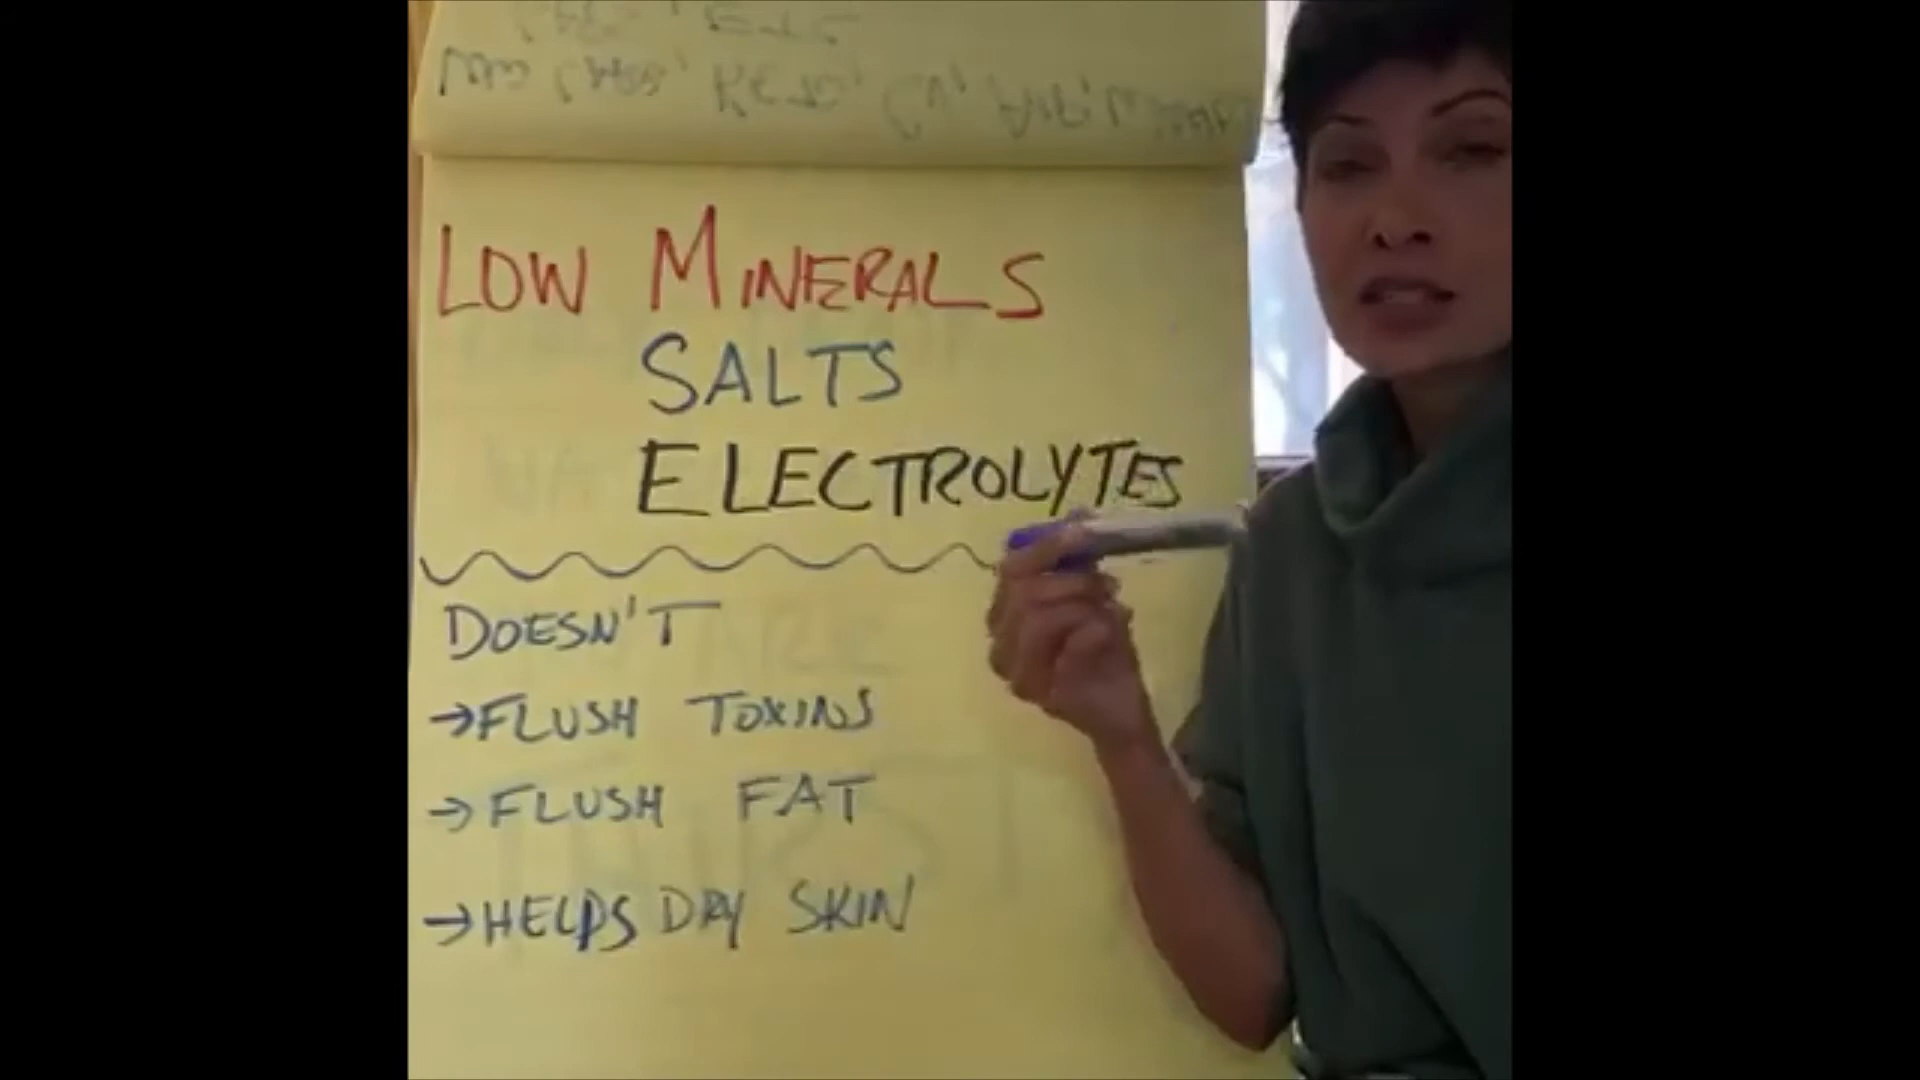 LOW MINERALS
SALTS
ELECTROLYTES
DOESN'T
→FLUSH TOXINS
→FLUSH FAT
→HELPS DRY SKIN